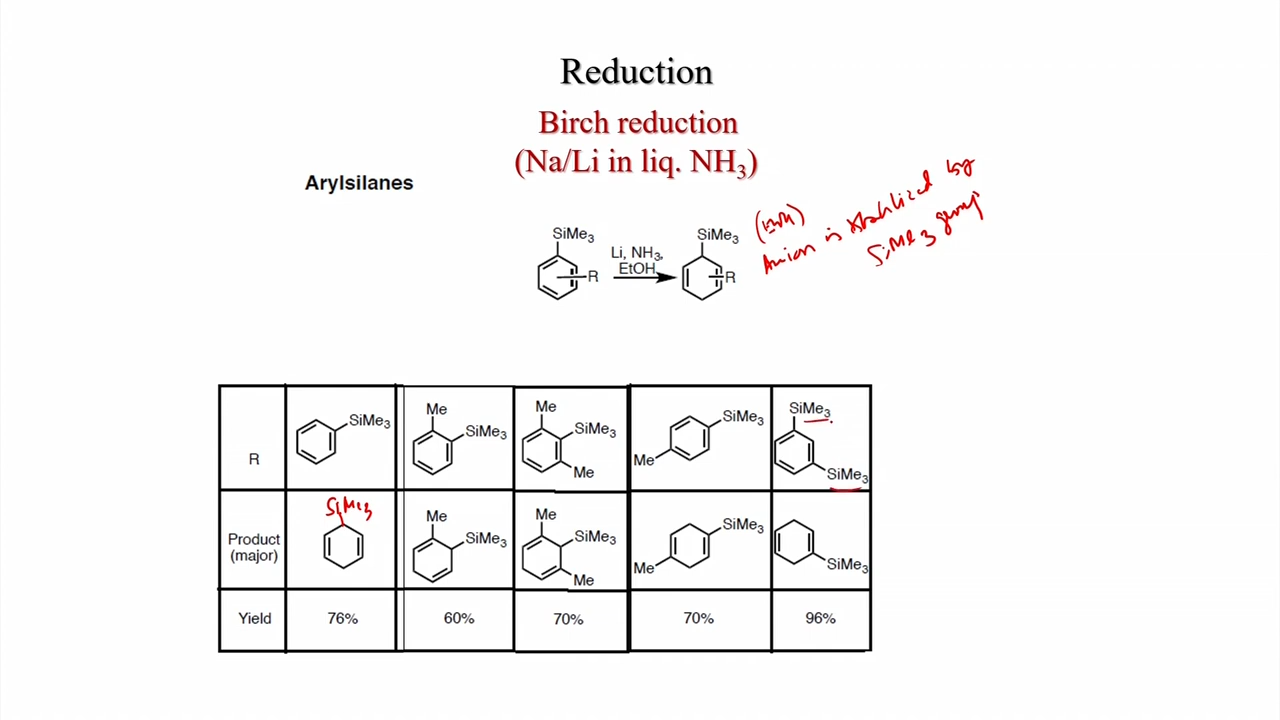 Reduction
Birch reduction
(Na/Li in liq. NH₃)
Arylsilanes
SiMe₃
R
Li, NH₃,
EtOH
SiMe₃
R
Anion is stabilized by
SiMe₃ group
R
SiMe₃
Me
SiMe₃
Me
SiMe₃
Me
SiMe₃
Me
SiMe₃
SiMe₃
Product
(major)
SiMe₃
Me
SiMe₃
Me
SiMe₃
Me
SiMe₃
Me
SiMe₃
Yield
76%
60%
70%
70%
96%